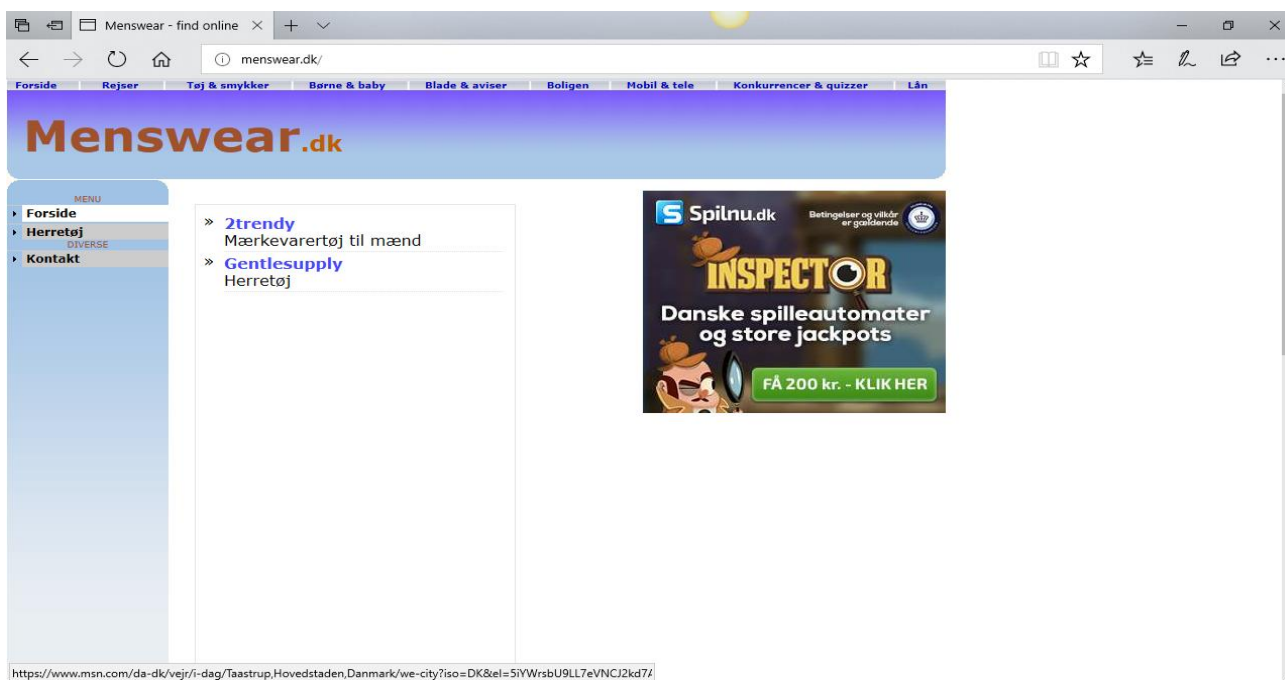 Menswear - find online
menswear.dk/
Forside Rejser Tøj & smykker Børne & baby Blade & aviser Boligen Mobil & tele Konkurrencer & quizzer Lån
Menswear.dk
MENU
Forside
Herretøj
DIVERSE
Kontakt
» 2trendy
Mærkevarertøj til mænd
» Gentlesupply
Herretøj
S Spilnu.dk
Betingelser og vilkår
er gældende
INSPECTOR
Danske spilleautomater
og store jackpots
FÅ 200 kr. - KLIK HER
https://www.msn.com/da-dk/vejr/i-dag/Taastrup,Hovedstaden,Danmark/we-city?iso=DK&el=5iYWrsbU9LL7eVNCJ2kd7A